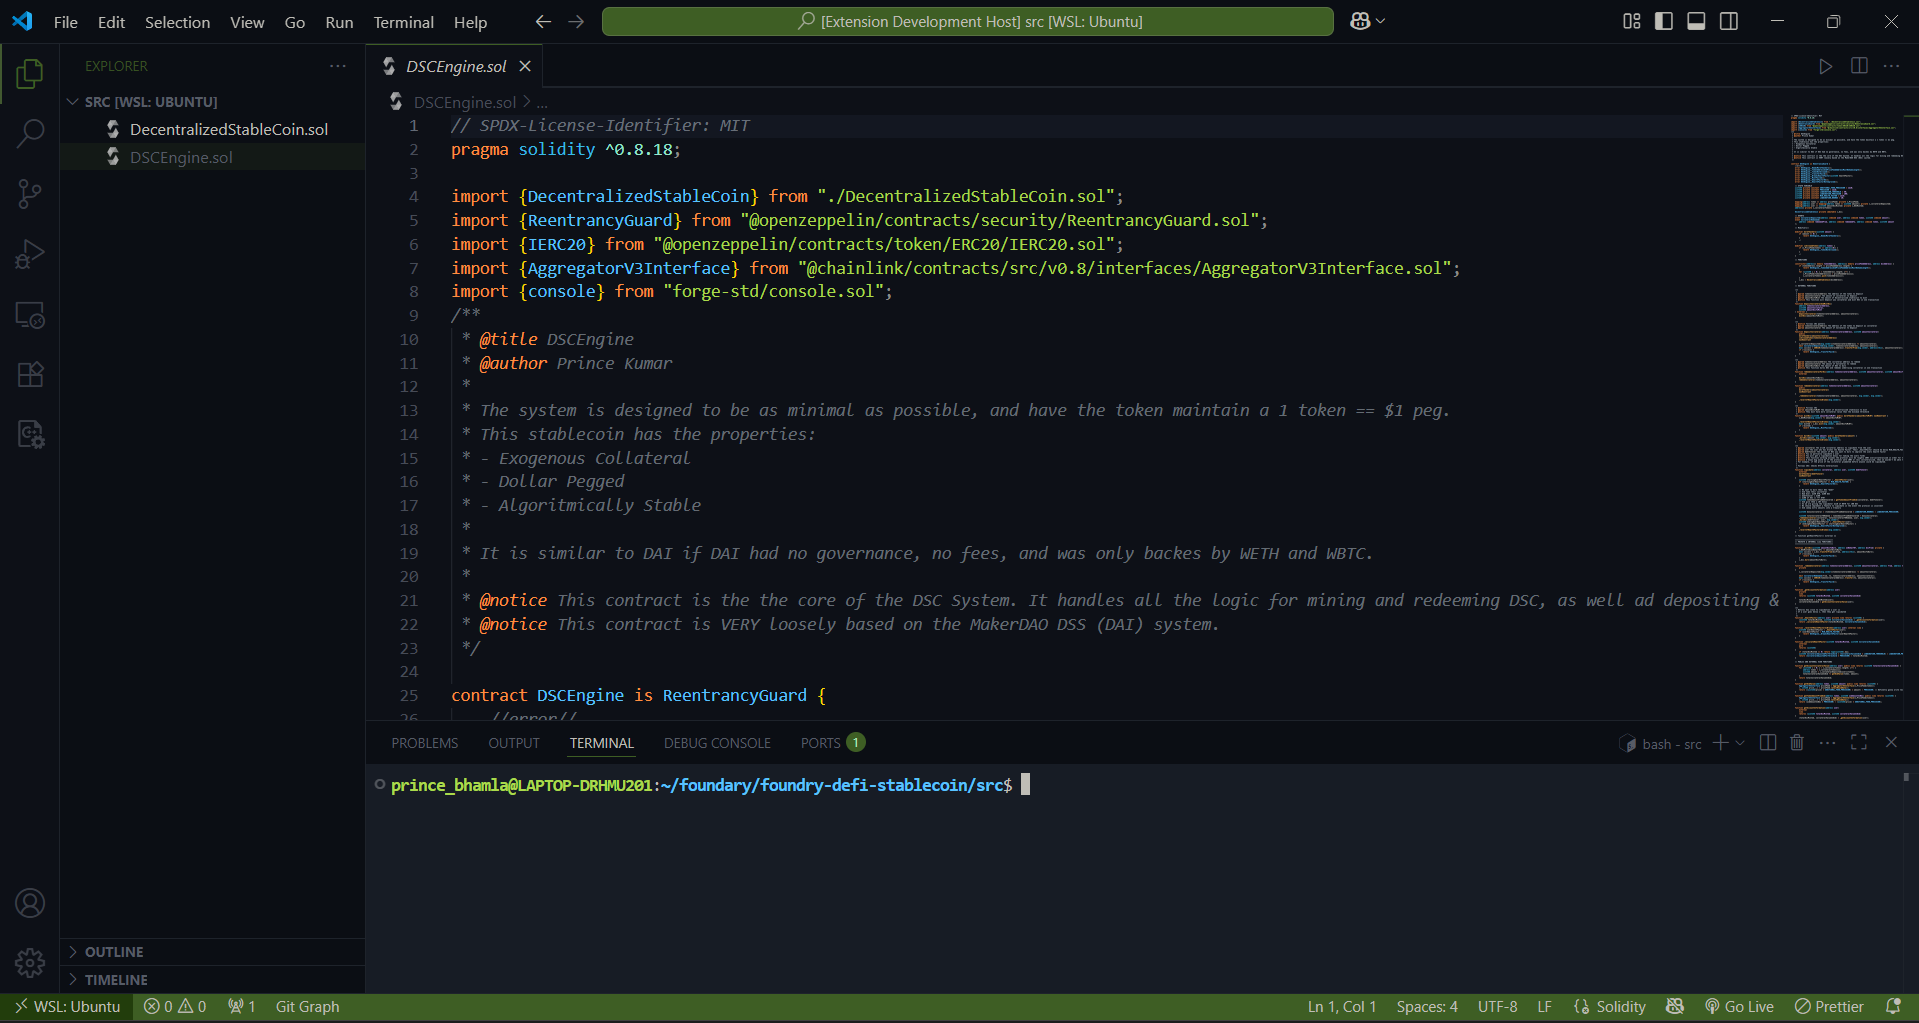 File Edit Selection View Go Run Terminal Help
[Extension Development Host] src [WSL: Ubuntu]
EXPLORER
SRC [WSL: UBUNTU]
DecentralizedStableCoin.sol
DSCEngine.sol
DSCEngine.sol
DSCEngine.sol > ...
1 // SPDX-License-Identifier: MIT
2 pragma solidity ^0.8.18;
3
4 import {DecentralizedStableCoin} from "./DecentralizedStableCoin.sol";
5 import {ReentrancyGuard} from "@openzeppelin/contracts/security/ReentrancyGuard.sol";
6 import {IERC20} from "@openzeppelin/contracts/token/ERC20/IERC20.sol";
7 import {AggregatorV3Interface} from "@chainlink/contracts/src/v0.8/interfaces/AggregatorV3Interface.sol";
8 import {console} from "forge-std/console.sol";
9 /**
10 * @title DSCEngine
11 * @author Prince Kumar
12 *
13 * The system is designed to be as minimal as possible, and have the token maintain a 1 token == $1 peg.
14 * This stablecoin has the properties:
15 * - Exogenous Collateral
16 * - Dollar Pegged
17 * - Algoritmically Stable
18 *
19 * It is similar to DAI if DAI had no governance, no fees, and was only backes by WETH and WBTC.
20 *
21 * @notice This contract is the the core of the DSC System. It handles all the logic for mining and redeeming DSC, as well ad depositing &
22 * @notice This contract is VERY loosely based on the MakerDAO DSS (DAI) system.
23 */
24
25 contract DSCEngine is ReentrancyGuard {
26 //error//
PROBLEMS OUTPUT TERMINAL DEBUG CONSOLE PORTS 1
bash - src
prince_bhamla@LAPTOP-DRHMU201:~/foundary/foundry-defi-stablecoin/src$
OUTLINE
TIMELINE
WSL: Ubuntu 0 0 1 Git Graph
Ln 1, Col 1 Spaces: 4 UTF-8 LF Solidity Go Live Prettier